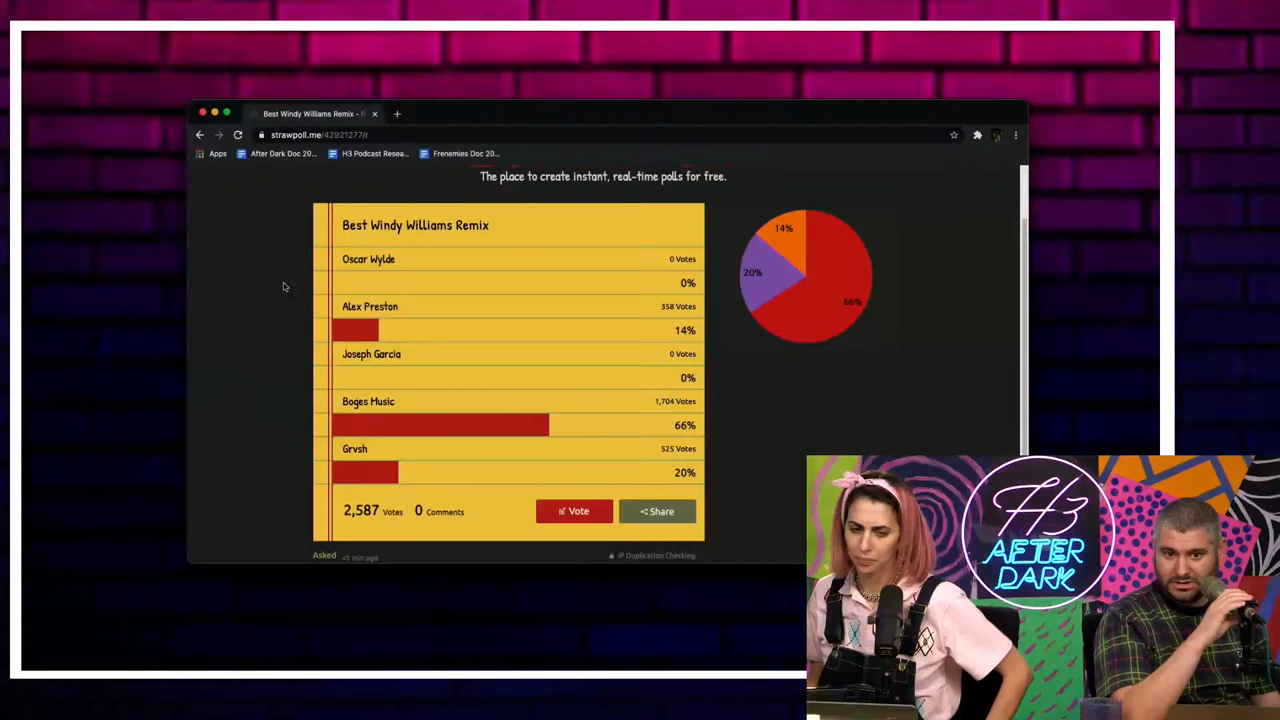 Best Windy Williams Remix - R
strawpoll.me/42921277/r
Apps
After Dark Doc 20...
H3 Podcast Resea...
Frenemies Doc 20...
The place to create instant, real-time polls for free.
Best Windy Williams Remix
Oscar Wylde 0 Votes
0%
Alex Preston 358 Votes
14%
Joseph Garcia 0 Votes
0%
Boges Music 1,704 Votes
66%
Grvsh 525 Votes
20%
2,587 Votes 0 Comments
Vote
Share
Asked <1 min ago
IP Duplication Checking
14%
20%
66%
H3
AFTER
DARK